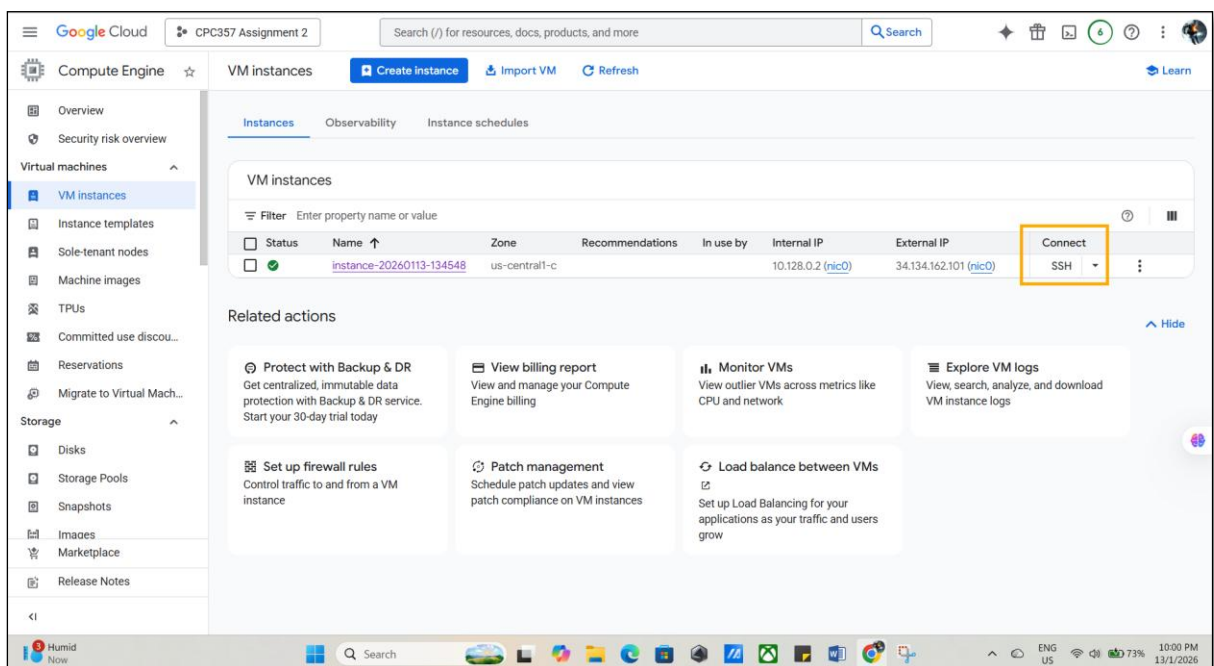 Google Cloud
CPC357 Assignment 2
Search (/) for resources, docs, products, and more
Search
6
Compute Engine
VM instances
Create instance
Import VM
Refresh
Learn
Overview
Security risk overview
Virtual machines
VM instances
Instance templates
Sole-tenant nodes
Machine images
TPUs
Committed use discou...
Reservations
Migrate to Virtual Mach...
Storage
Disks
Storage Pools
Snapshots
Images
Marketplace
Release Notes
Instances Observability Instance schedules
VM instances
Filter Enter property name or value
Status Name Zone Recommendations In use by Internal IP External IP Connect
instance-20260113-134548 us-central1-c 10.128.0.2 (nic0) 34.134.162.101 (nic0) SSH
Related actions
Hide
Protect with Backup & DR
Get centralized, immutable data
protection with Backup & DR service.
Start your 30-day trial today
View billing report
View and manage your Compute
Engine billing
Monitor VMs
View outlier VMs across metrics like
CPU and network
Explore VM logs
View, search, analyze, and download
VM instance logs
Set up firewall rules
Control traffic to and from a VM
instance
Patch management
Schedule patch updates and view
patch compliance on VM instances
Load balance between VMs
Set up Load Balancing for your
applications as your traffic and users
grow
3
Humid
Now
Search
ENG
US
73%
10:00 PM
13/1/2026